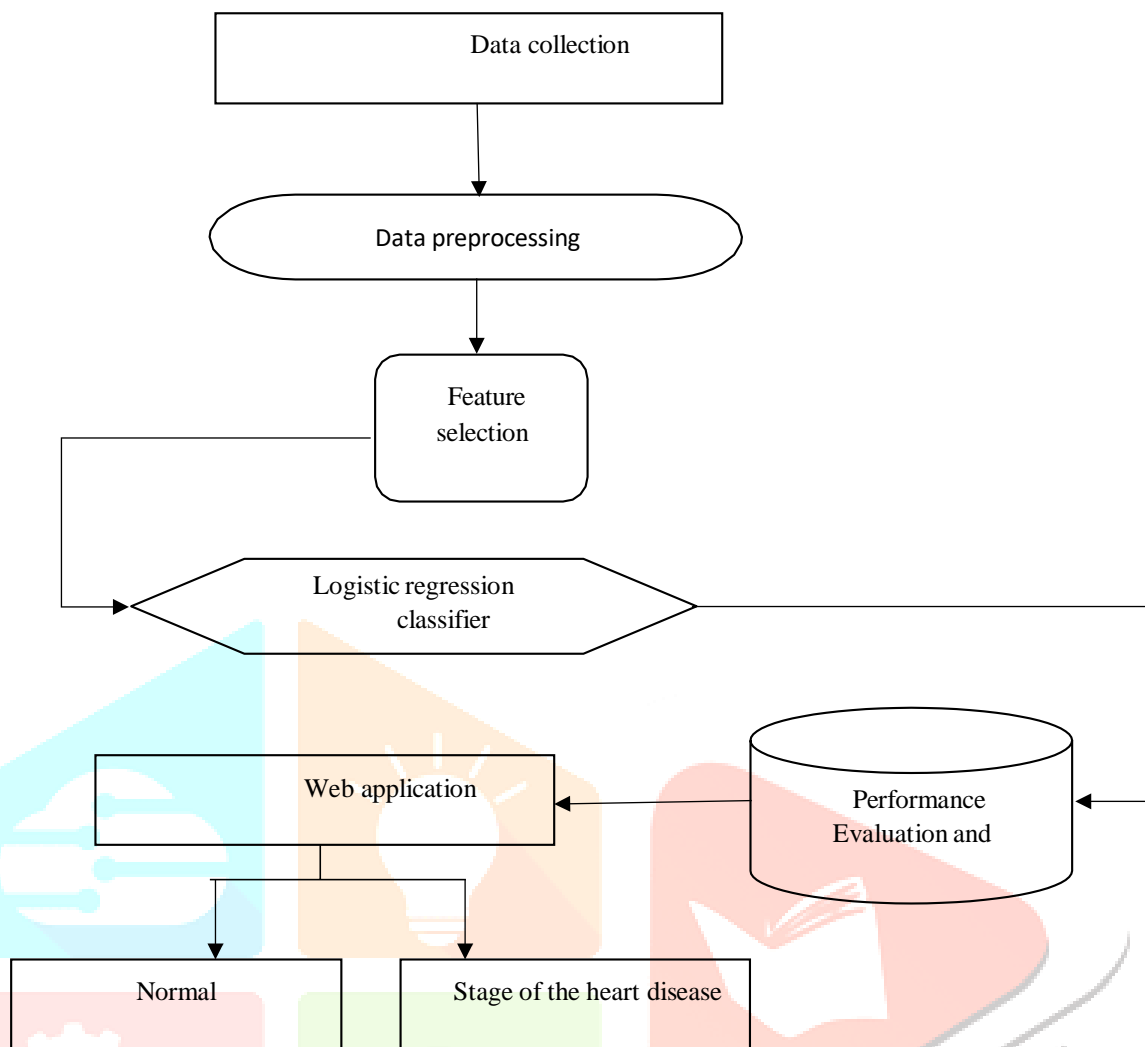 Data collection
Data preprocessing
Feature
selection
Logistic regression
classifier
Web application
Performance
Evaluation and
Normal
Stage of the heart disease